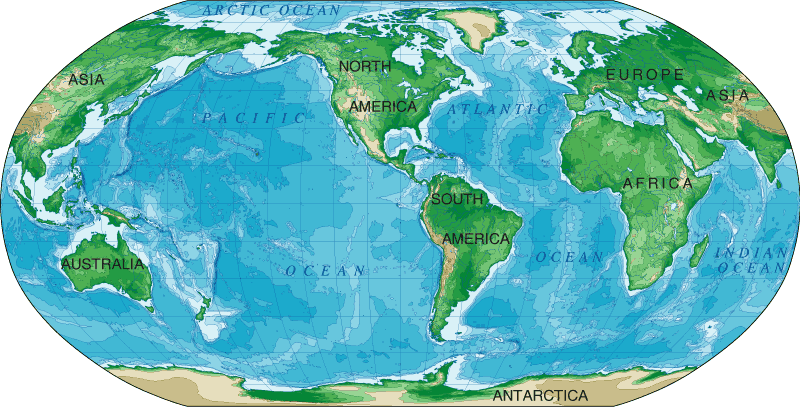 ARCTIC OCEAN
NORTH
AMERICA
ASIA
EUROPE
ASIA
PACIFIC
ATLANTIC
AFRICA
SOUTH
AMERICA
AUSTRALIA
OCEAN
OCEAN
INDIAN
OCEAN
ANTARCTICA